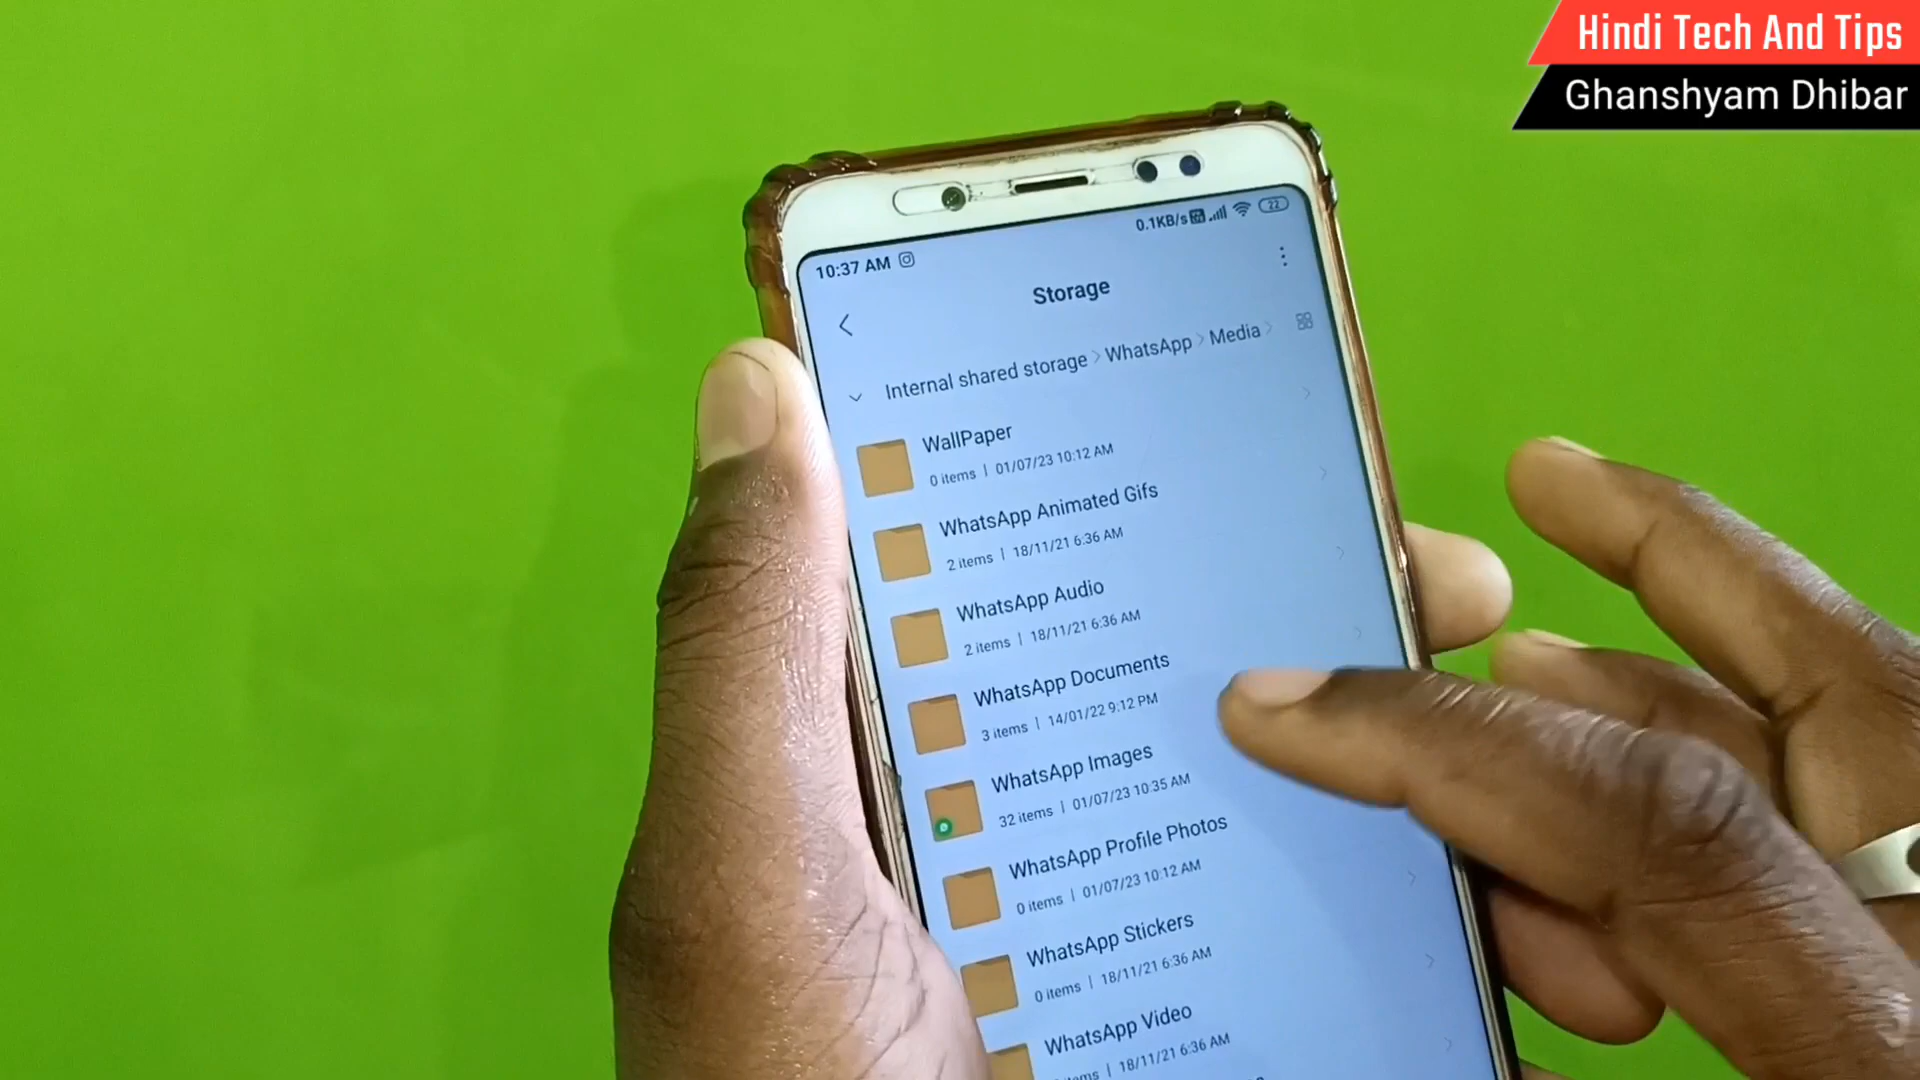 Hindi Tech And Tips
Ghanshyam Dhibar
0.1KB/s 22
10:37 AM
Storage
Internal shared storage > WhatsApp > Media >
WallPaper
0 items | 01/07/23 10:12 AM
WhatsApp Animated Gifs
2 items | 18/11/21 6:36 AM
WhatsApp Audio
2 items | 18/11/21 6:36 AM
WhatsApp Documents
3 items | 14/01/22 9:12 PM
WhatsApp Images
32 items | 01/07/23 10:35 AM
WhatsApp Profile Photos
0 items | 01/07/23 10:12 AM
WhatsApp Stickers
0 items | 18/11/21 6:36 AM
WhatsApp Video
18/11/21 6:36 AM